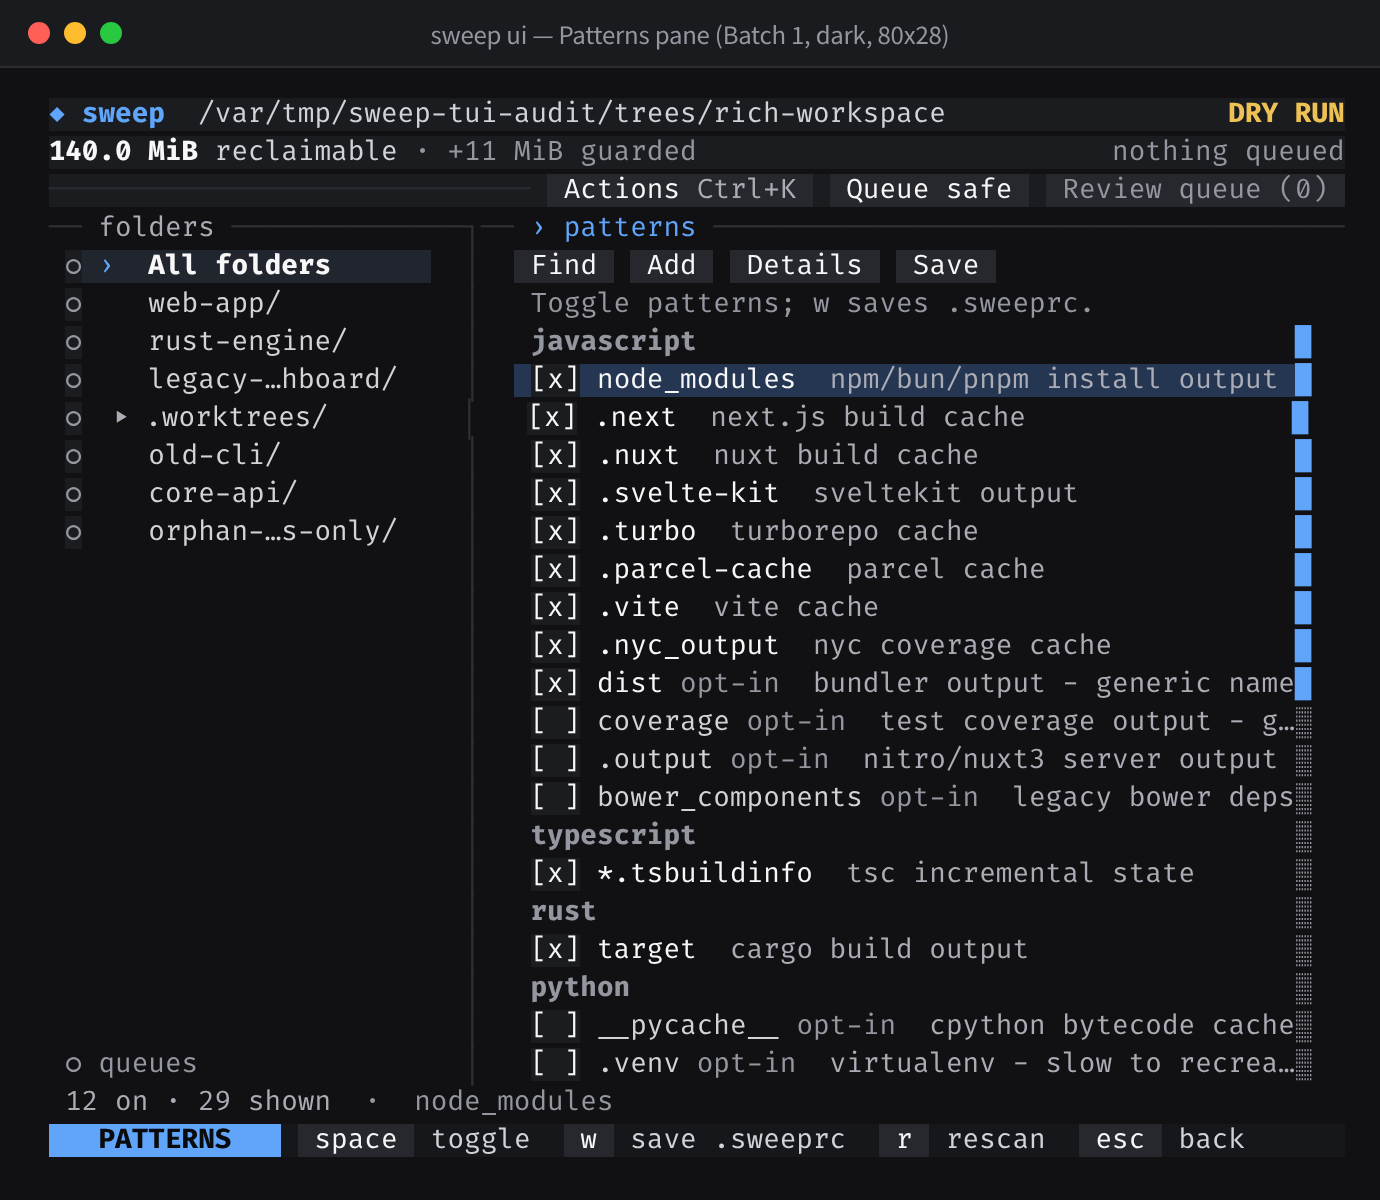 sweep ui — Patterns pane (Batch 1, dark, 80x28)
◆ sweep /var/tmp/sweep-tui-audit/trees/rich-workspace DRY RUN
140.0 MiB reclaimable · +11 MiB guarded nothing queued
Actions Ctrl+K Queue safe Review queue (0)
folders
○ › All folders
○ web-app/
○ rust-engine/
○ legacy-…hboard/
○ ▸ .worktrees/
○ old-cli/
○ core-api/
○ orphan-…s-only/
○ queues
› patterns
Find Add Details Save
Toggle patterns; w saves .sweeprc.
javascript
[x] node_modules npm/bun/pnpm install output
[x] .next next.js build cache
[x] .nuxt nuxt build cache
[x] .svelte-kit sveltekit output
[x] .turbo turborepo cache
[x] .parcel-cache parcel cache
[x] .vite vite cache
[x] .nyc_output nyc coverage cache
[x] dist opt-in bundler output - generic name
[ ] coverage opt-in test coverage output - g…
[ ] .output opt-in nitro/nuxt3 server output
[ ] bower_components opt-in legacy bower deps
typescript
[x] *.tsbuildinfo tsc incremental state
rust
[x] target cargo build output
python
[ ] __pycache__ opt-in cpython bytecode cache
[ ] .venv opt-in virtualenv - slow to recrea…
12 on · 29 shown · node_modules
PATTERNS space toggle w save .sweeprc r rescan esc back